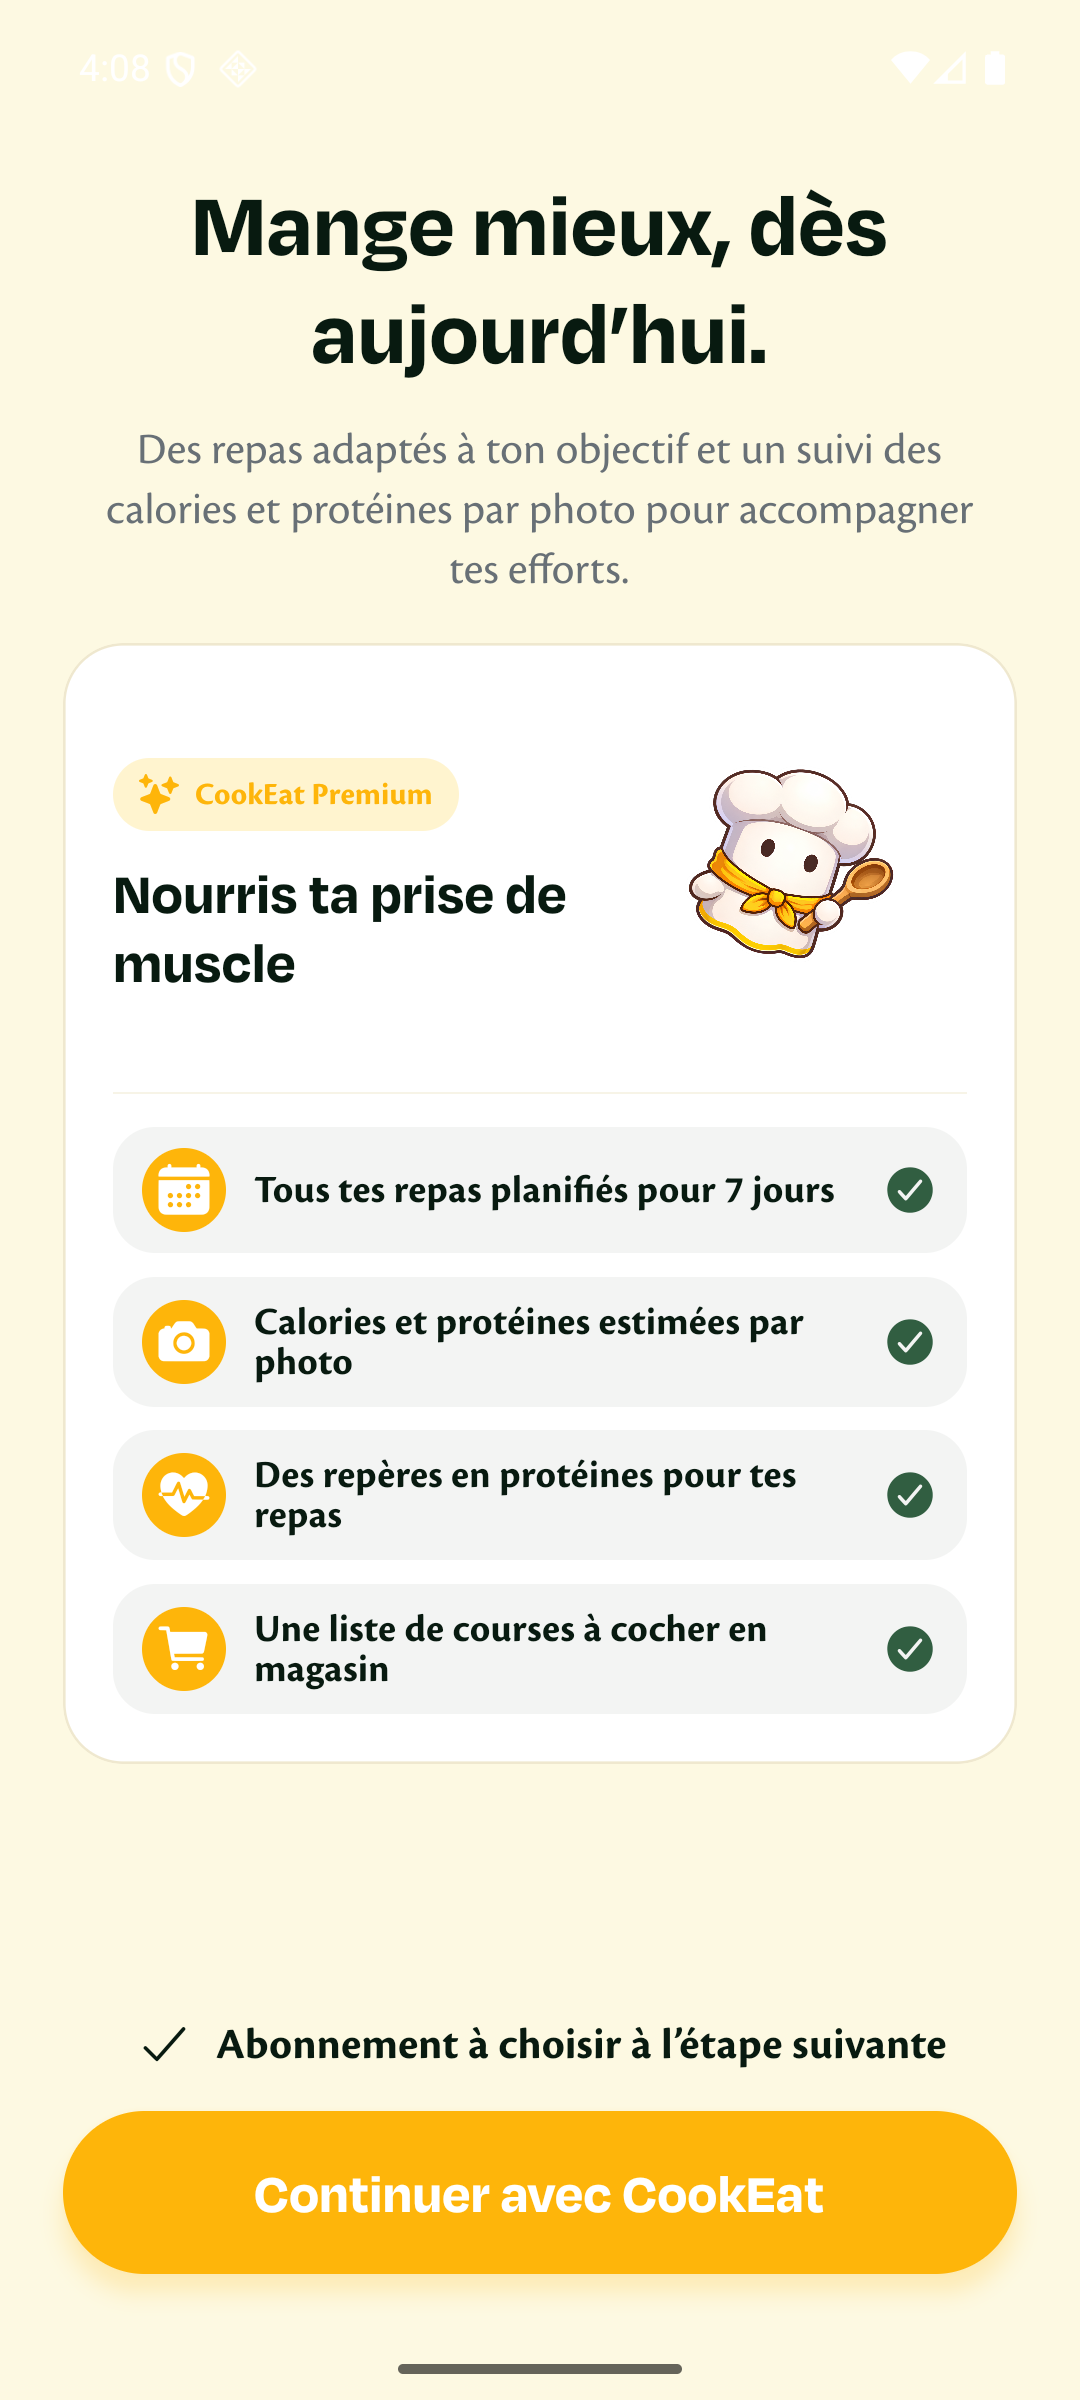 4:08
Mange mieux, dès
aujourd’hui.
Des repas adaptés à ton objectif et un suivi des
calories et protéines par photo pour accompagner
tes efforts.
CookEat Premium
Nourris ta prise de
muscle
Tous tes repas planifiés pour 7 jours
Calories et protéines estimées par
photo
Des repères en protéines pour tes
repas
Une liste de courses à cocher en
magasin
Abonnement à choisir à l’étape suivante
Continuer avec CookEat